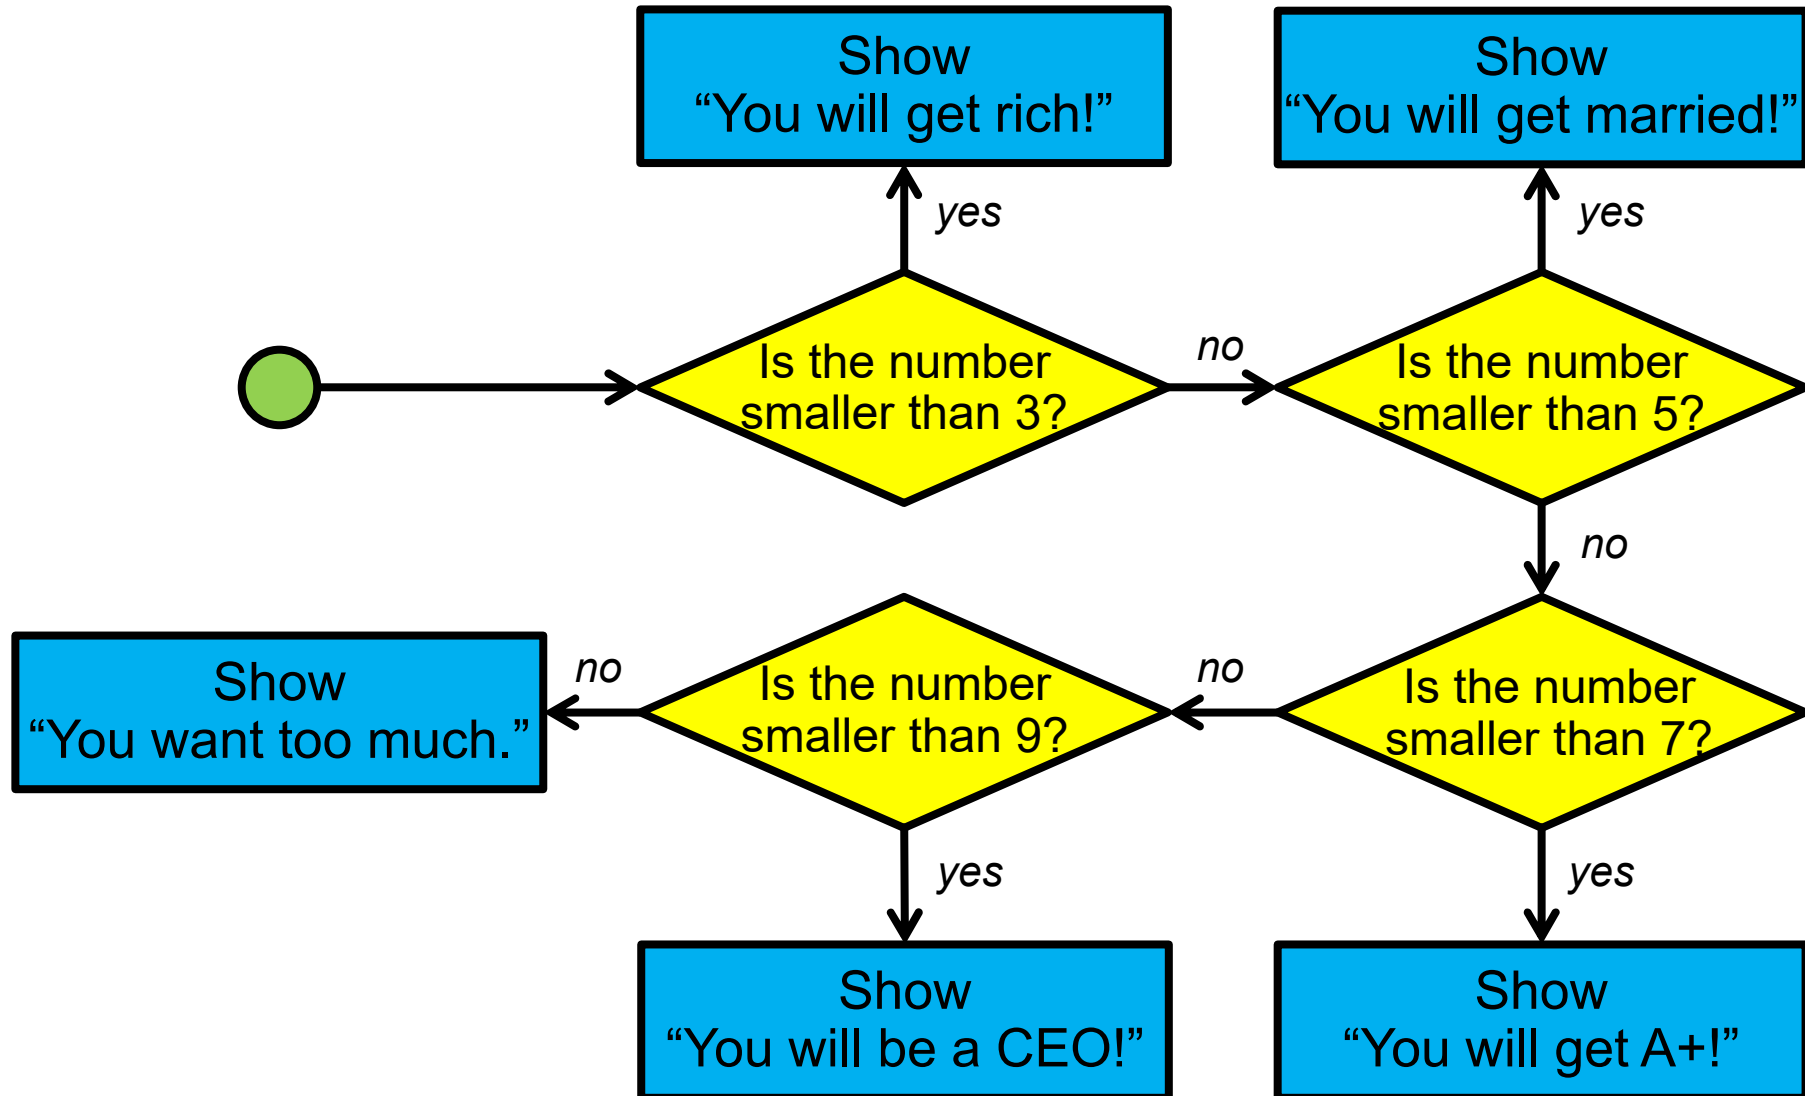 Show
“You will get rich!”
Show
“You will get married!”
yes
yes
Is the number
smaller than 3?
no
Is the number
smaller than 5?
no
Show
“You want too much.”
no
Is the number
smaller than 9?
no
Is the number
smaller than 7?
yes
yes
Show
“You will be a CEO!”
Show
“You will get A+!”